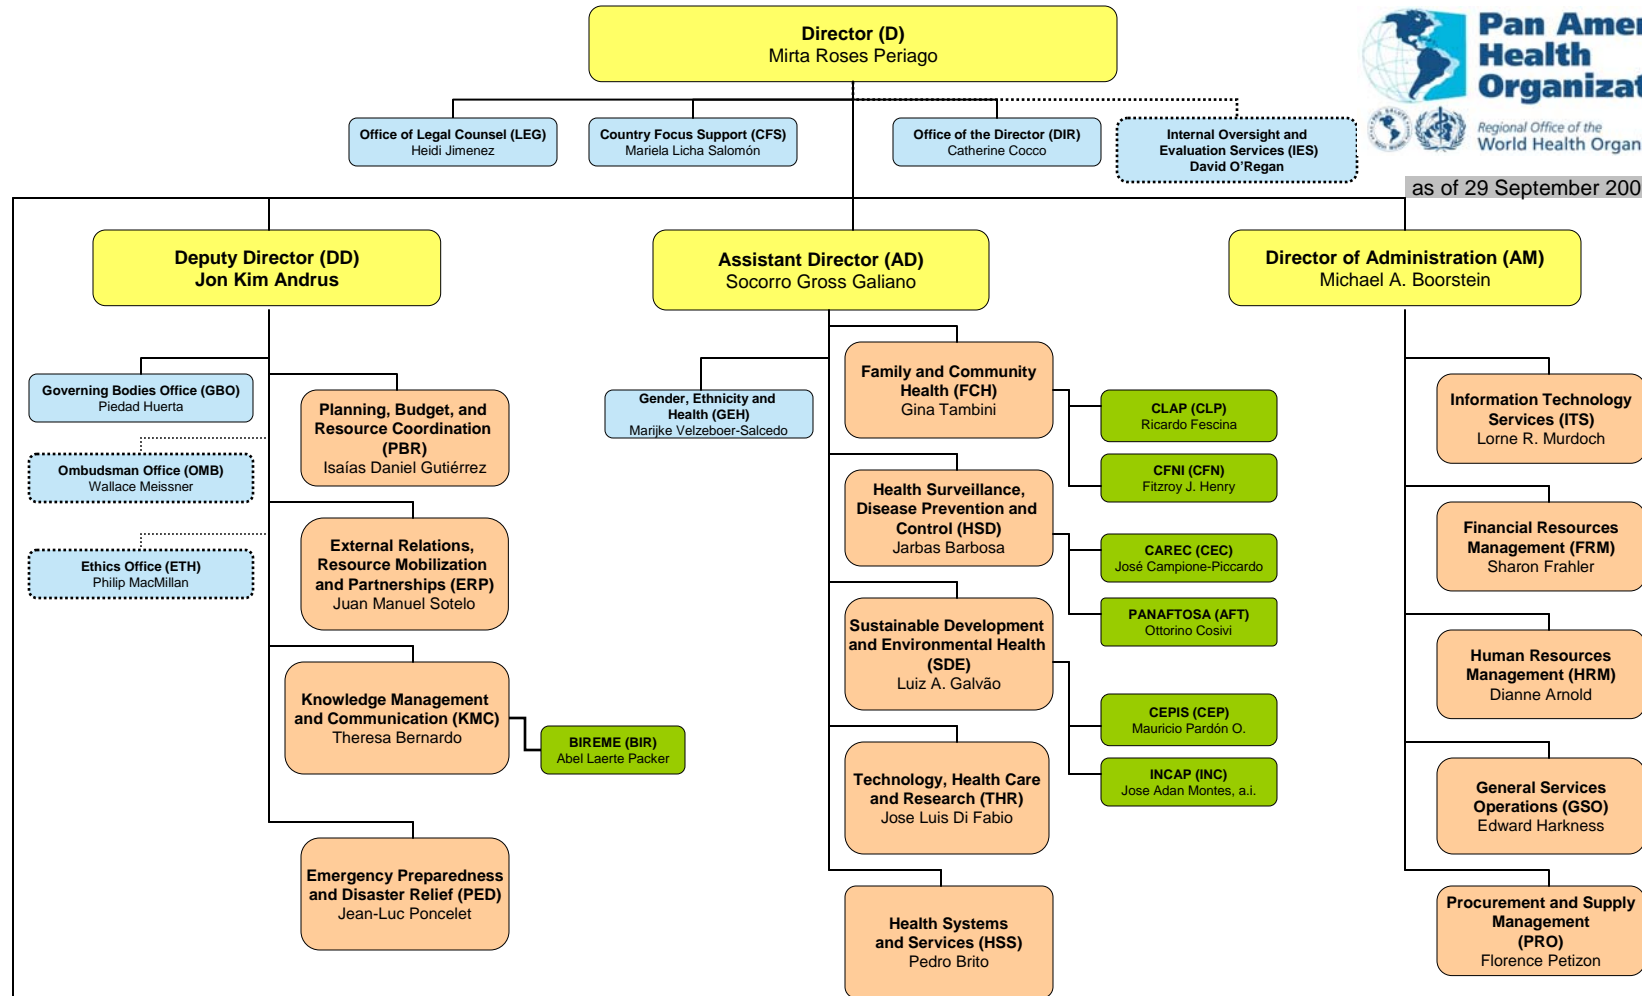 Director (D)
Mirta Roses Periago
Pan Amer
Health
Organizat
Regional Office of the
World Health Organ
as of 29 September 200
Office of Legal Counsel (LEG)
Heidi Jimenez
Country Focus Support (CFS)
Mariela Licha Salomón
Office of the Director (DIR)
Catherine Cocco
Internal Oversight and
Evaluation Services (IES)
David O'Regan
Deputy Director (DD)
Jon Kim Andrus
Assistant Director (AD)
Socorro Gross Galiano
Director of Administration (AM)
Michael A. Boorstein
Governing Bodies Office (GBO)
Piedad Huerta
Ombudsman Office (OMB)
Wallace Meissner
Ethics Office (ETH)
Philip MacMillan
Planning, Budget, and
Resource Coordination
(PBR)
Isaías Daniel Gutiérrez
External Relations,
Resource Mobilization
and Partnerships (ERP)
Juan Manuel Sotelo
Knowledge Management
and Communication (KMC)
Theresa Bernardo
BIREME (BIR)
Abel Laerte Packer
Emergency Preparedness
and Disaster Relief (PED)
Jean-Luc Poncelet
Gender, Ethnicity and
Health (GEH)
Marijke Velzeboer-Salcedo
Family and Community
Health (FCH)
Gina Tambini
CLAP (CLP)
Ricardo Fescina
CFNI (CFN)
Fitzroy J. Henry
Health Surveillance,
Disease Prevention and
Control (HSD)
Jarbas Barbosa
CAREC (CEC)
José Campione-Piccardo
PANAFTOSA (AFT)
Ottorino Cosivi
Sustainable Development
and Environmental Health
(SDE)
Luiz A. Galvão
CEPIS (CEP)
Mauricio Pardón O.
INCAP (INC)
Jose Adan Montes, a.i.
Technology, Health Care
and Research (THR)
Jose Luis Di Fabio
Health Systems
and Services (HSS)
Pedro Brito
Information Technology
Services (ITS)
Lorne R. Murdoch
Financial Resources
Management (FRM)
Sharon Frahler
Human Resources
Management (HRM)
Dianne Arnold
General Services
Operations (GSO)
Edward Harkness
Procurement and Supply
Management
(PRO)
Florence Petizon